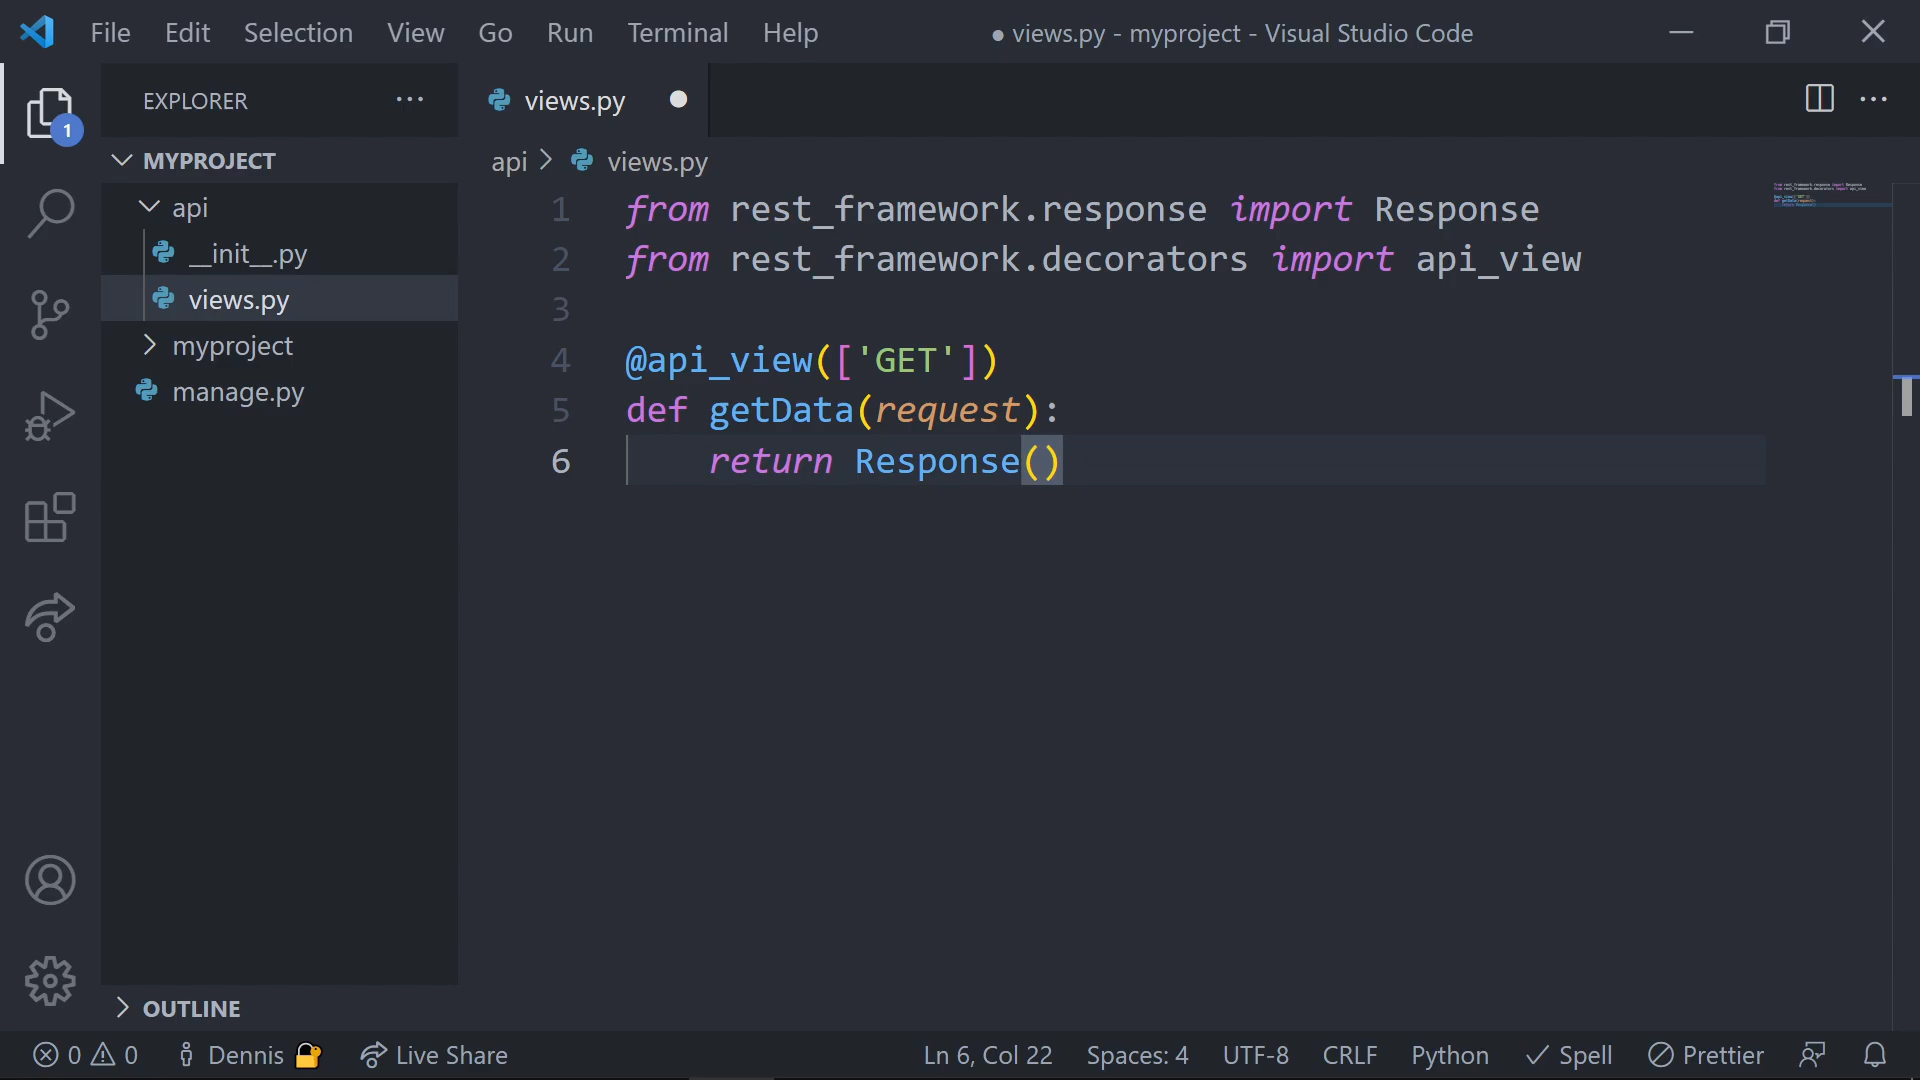 File Edit Selection View Go Run Terminal Help ● views.py - myproject - Visual Studio Code
EXPLORER ···
views.py ●
1
MYPROJECT
api > views.py
api
__init__.py
views.py
myproject
manage.py
1 from rest_framework.response import Response
2 from rest_framework.decorators import api_view
3
4 @api_view(['GET'])
5 def getData(request):
6 return Response()
OUTLINE
0 0 Dennis Live Share Ln 6, Col 22 Spaces: 4 UTF-8 CRLF Python Spell Prettier